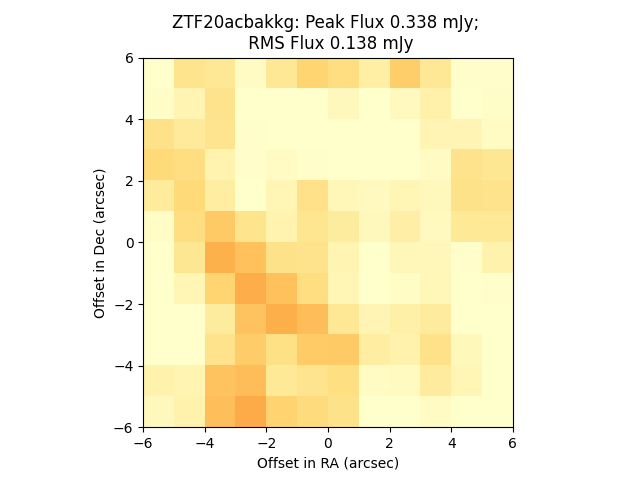 ZTF20acbakkg: Peak Flux 0.338 mJy;
RMS Flux 0.138 mJy
6
4
2
0
−2
−4
−6
Offset in Dec (arcsec)
−6 −4 −2 0 2 4 6
Offset in RA (arcsec)